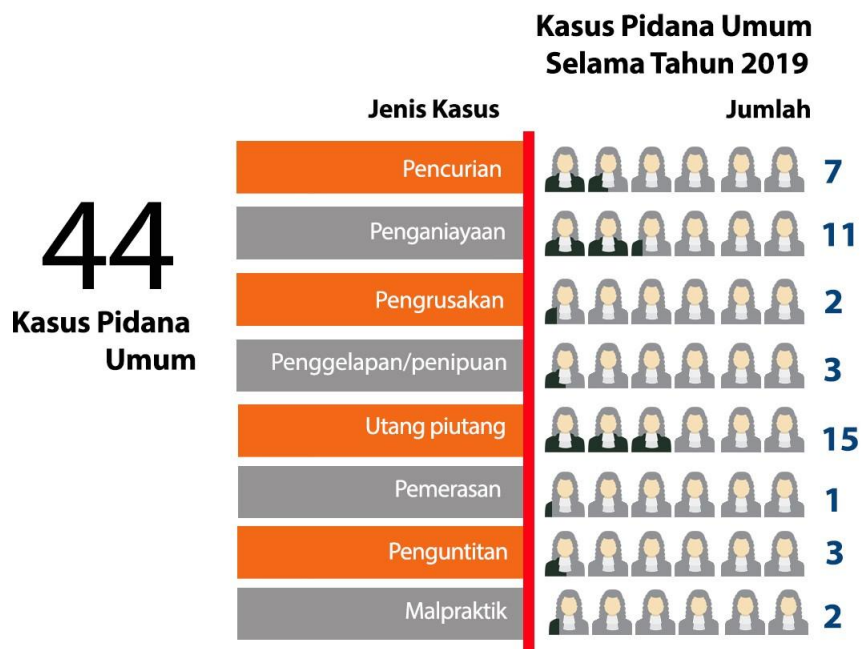 Kasus Pidana Umum
Selama Tahun 2019
Jenis Kasus
Jumlah
44
Kasus Pidana
Umum
Pencurian
7
Penganiayaan
11
Pengrusakan
2
Penggelapan/penipuan
3
Utang piutang
15
Pemerasan
1
Penguntitan
3
Malpraktik
2